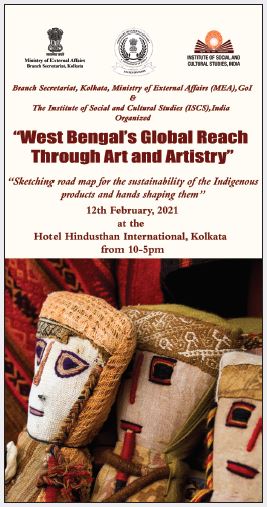 Ministry of External Affairs
Branch Secretariat, Kolkata
INSTITUTE OF SOCIAL AND
CULTURAL STUDIES, INDIA
Branch Secretariat, Kolkata, Ministry of External Affairs (MEA),GoI
&
The Institute of Social and Cultural Studies (ISCS),India
Organized
“West Bengal’s Global Reach
Through Art and Artistry”
“Sketching road map for the sustainability of the Indigenous
products and hands shaping them”
12th February, 2021
at the
Hotel Hindusthan International, Kolkata
from 10-5pm